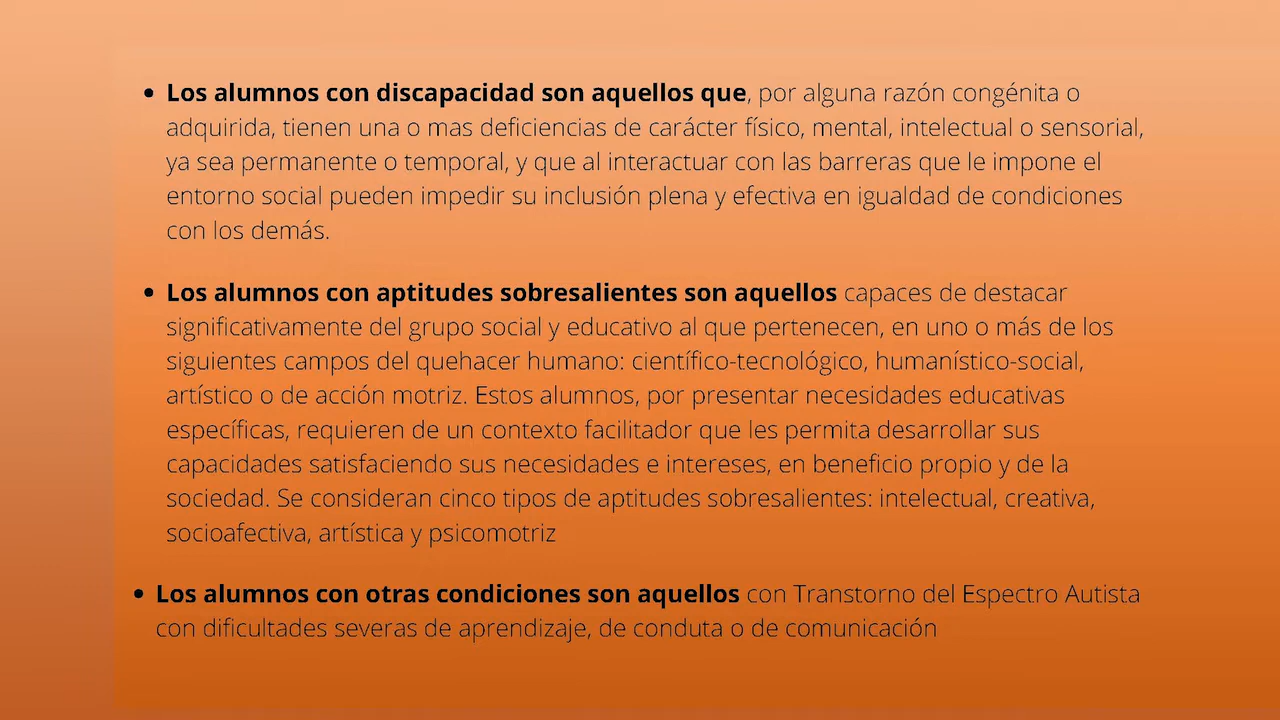 • Los alumnos con discapacidad son aquellos que, por alguna razón congénita o
adquirida, tienen una o mas deficiencias de carácter físico, mental, intelectual o sensorial,
ya sea permanente o temporal, y que al interactuar con las barreras que le impone el
entorno social pueden impedir su inclusión plena y efectiva en igualdad de condiciones
con los demás.
• Los alumnos con aptitudes sobresalientes son aquellos capaces de destacar
significativamente del grupo social y educativo al que pertenecen, en uno o más de los
siguientes campos del quehacer humano: científico-tecnológico, humanístico-social,
artístico o de acción motriz. Estos alumnos, por presentar necesidades educativas
específicas, requieren de un contexto facilitador que les permita desarrollar sus
capacidades satisfaciendo sus necesidades e intereses, en beneficio propio y de la
sociedad. Se consideran cinco tipos de aptitudes sobresalientes: intelectual, creativa,
socioafectiva, artística y psicomotriz
• Los alumnos con otras condiciones son aquellos con Transtorno del Espectro Autista
con dificultades severas de aprendizaje, de conduta o de comunicación